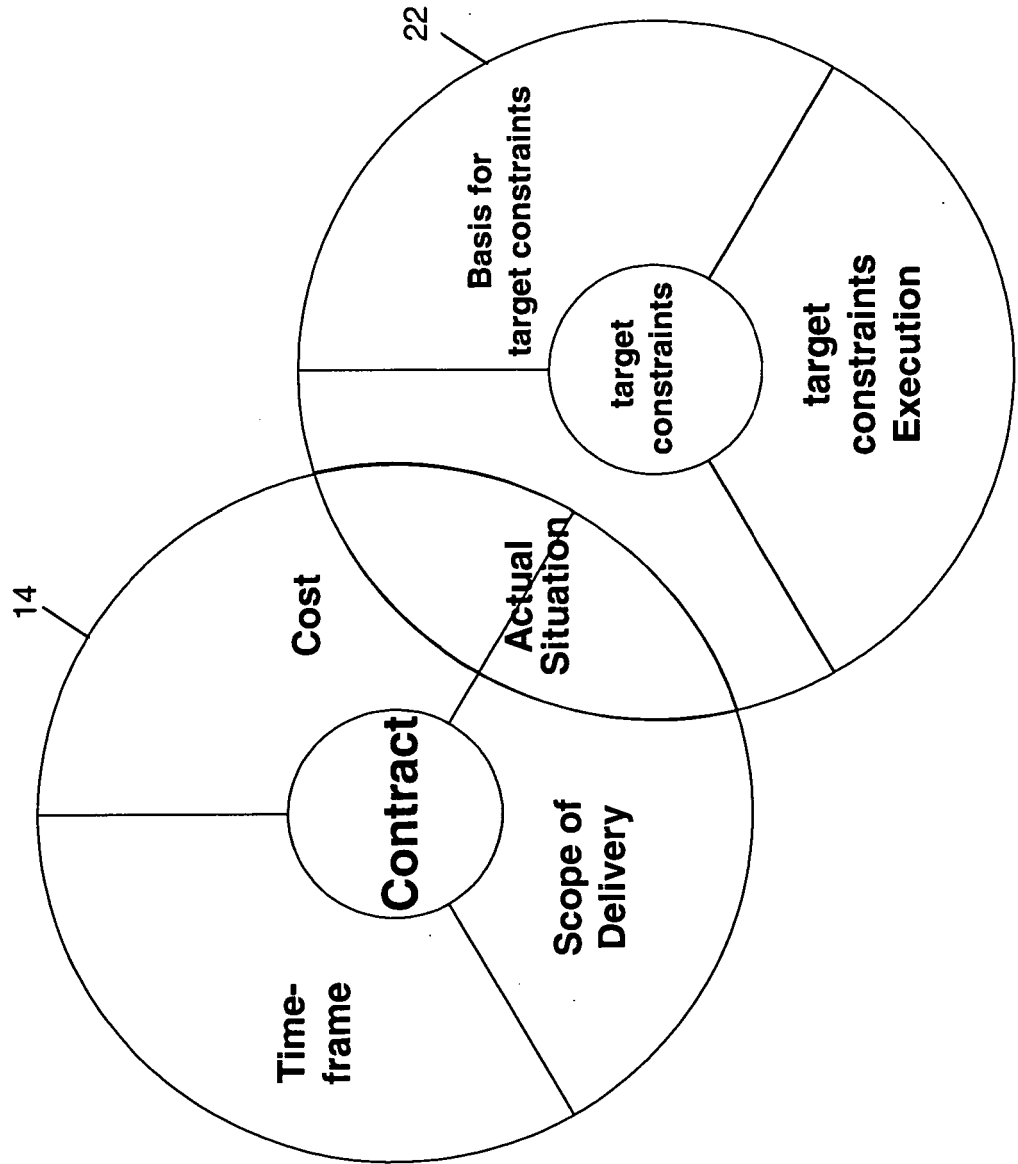 14
22
Time-
frame
Cost
Contract
Scope of
Delivery
Actual
Situation
Basis for
target constraints
target
constraints
target
constraints
Execution